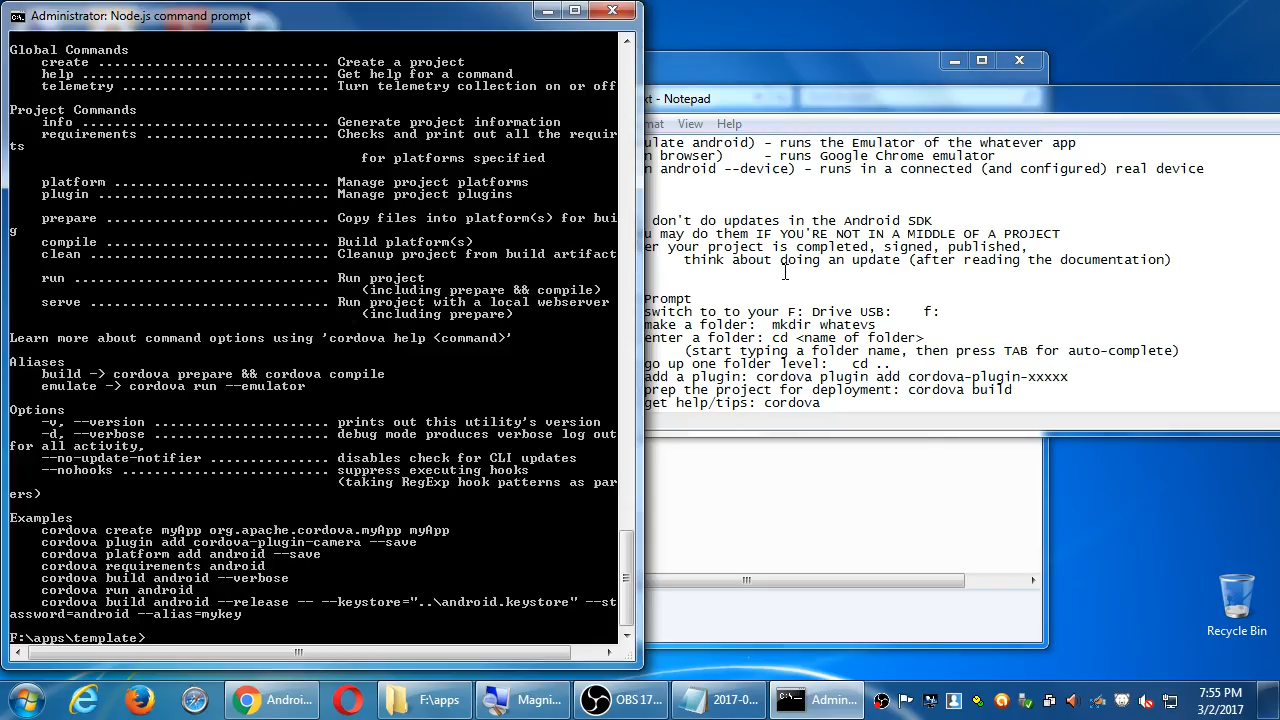 Administrator: Node.js command prompt
Global Commands
create ............................. Create a project
help ............................... Get help for a command
telemetry .......................... Turn telemetry collection on or off
Project Commands
info ............................... Generate project information
requirements ....................... Checks and print out all the requir
ts
for platforms specified
platform ........................... Manage project platforms
plugin ............................. Manage project plugins
prepare ............................ Copy files into platform(s) for bui
g
compile ............................ Build platform(s)
clean .............................. Cleanup project from build artifact
run ................................ Run project
(including prepare && compile)
serve .............................. Run project with a local webserver
(including prepare)
Learn more about command options using 'cordova help <command>'
Aliases
build -> cordova prepare && cordova compile
emulate -> cordova run --emulator
Options
-v, --version ...................... prints out this utility's version
-d, --verbose ...................... debug mode produces verbose log out
for all activity,
--no-update-notifier ............... disables check for CLI updates
--nohooks .......................... suppress executing hooks
(taking RegExp hook patterns as par
ers)
Examples
cordova create myApp org.apache.cordova.myApp myApp
cordova plugin add cordova-plugin-camera --save
cordova platform add android --save
cordova requirements android
cordova build android --verbose
cordova run android
cordova build android --release -- --keystore="..\android.keystore" --st
assword=android --alias=mykey
F:\apps\template>
xt - Notepad
mat View Help
ulate android) - runs the Emulator of the whatever app
n browser) - runs Google Chrome emulator
n android --device) - runs in a connected (and configured) real device
don't do updates in the Android SDK
u may do them IF YOU'RE NOT IN A MIDDLE OF A PROJECT
er your project is completed, signed, published,
think about doing an update (after reading the documentation)
Prompt
switch to to your F: Drive USB: f:
make a folder: mkdir whatevs
enter a folder: cd <name of folder>
(start typing a folder name, then press TAB for auto-complete)
go up one folder level: cd ..
add a plugin: cordova plugin add cordova-plugin-xxxxx
prep the project for deployment: cordova build
get help/tips: cordova
Recycle Bin
Androi...
F:\apps
Magni...
OBS 17...
2017-0...
Admin...
7:55 PM
3/2/2017